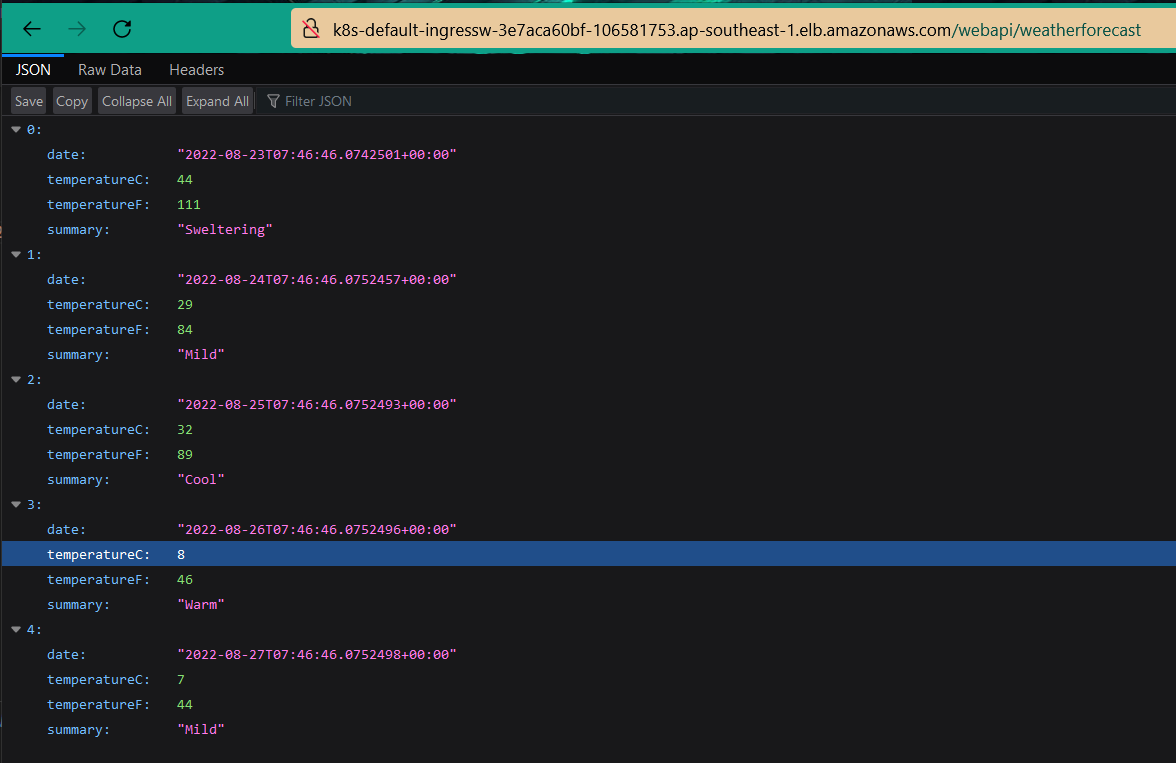 k8s-default-ingressw-3e7aca60bf-106581753.ap-southeast-1.elb.amazonaws.com/webapi/weatherforecast
JSON Raw Data Headers
Save Copy Collapse All Expand All Filter JSON
0:
date: "2022-08-23T07:46:46.0742501+00:00"
temperatureC: 44
temperatureF: 111
summary: "Sweltering"
1:
date: "2022-08-24T07:46:46.0752457+00:00"
temperatureC: 29
temperatureF: 84
summary: "Mild"
2:
date: "2022-08-25T07:46:46.0752493+00:00"
temperatureC: 32
temperatureF: 89
summary: "Cool"
3:
date: "2022-08-26T07:46:46.0752496+00:00"
temperatureC: 8
temperatureF: 46
summary: "Warm"
4:
date: "2022-08-27T07:46:46.0752498+00:00"
temperatureC: 7
temperatureF: 44
summary: "Mild"